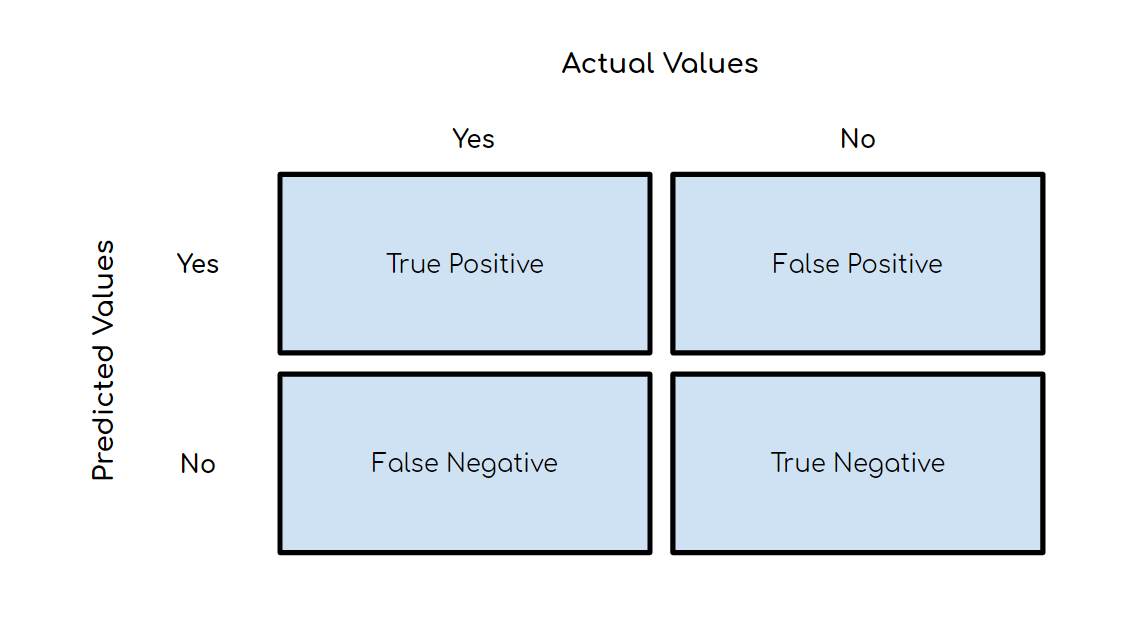 Actual Values
Yes
No
Predicted Values
Yes
True Positive
False Positive
No
False Negative
True Negative